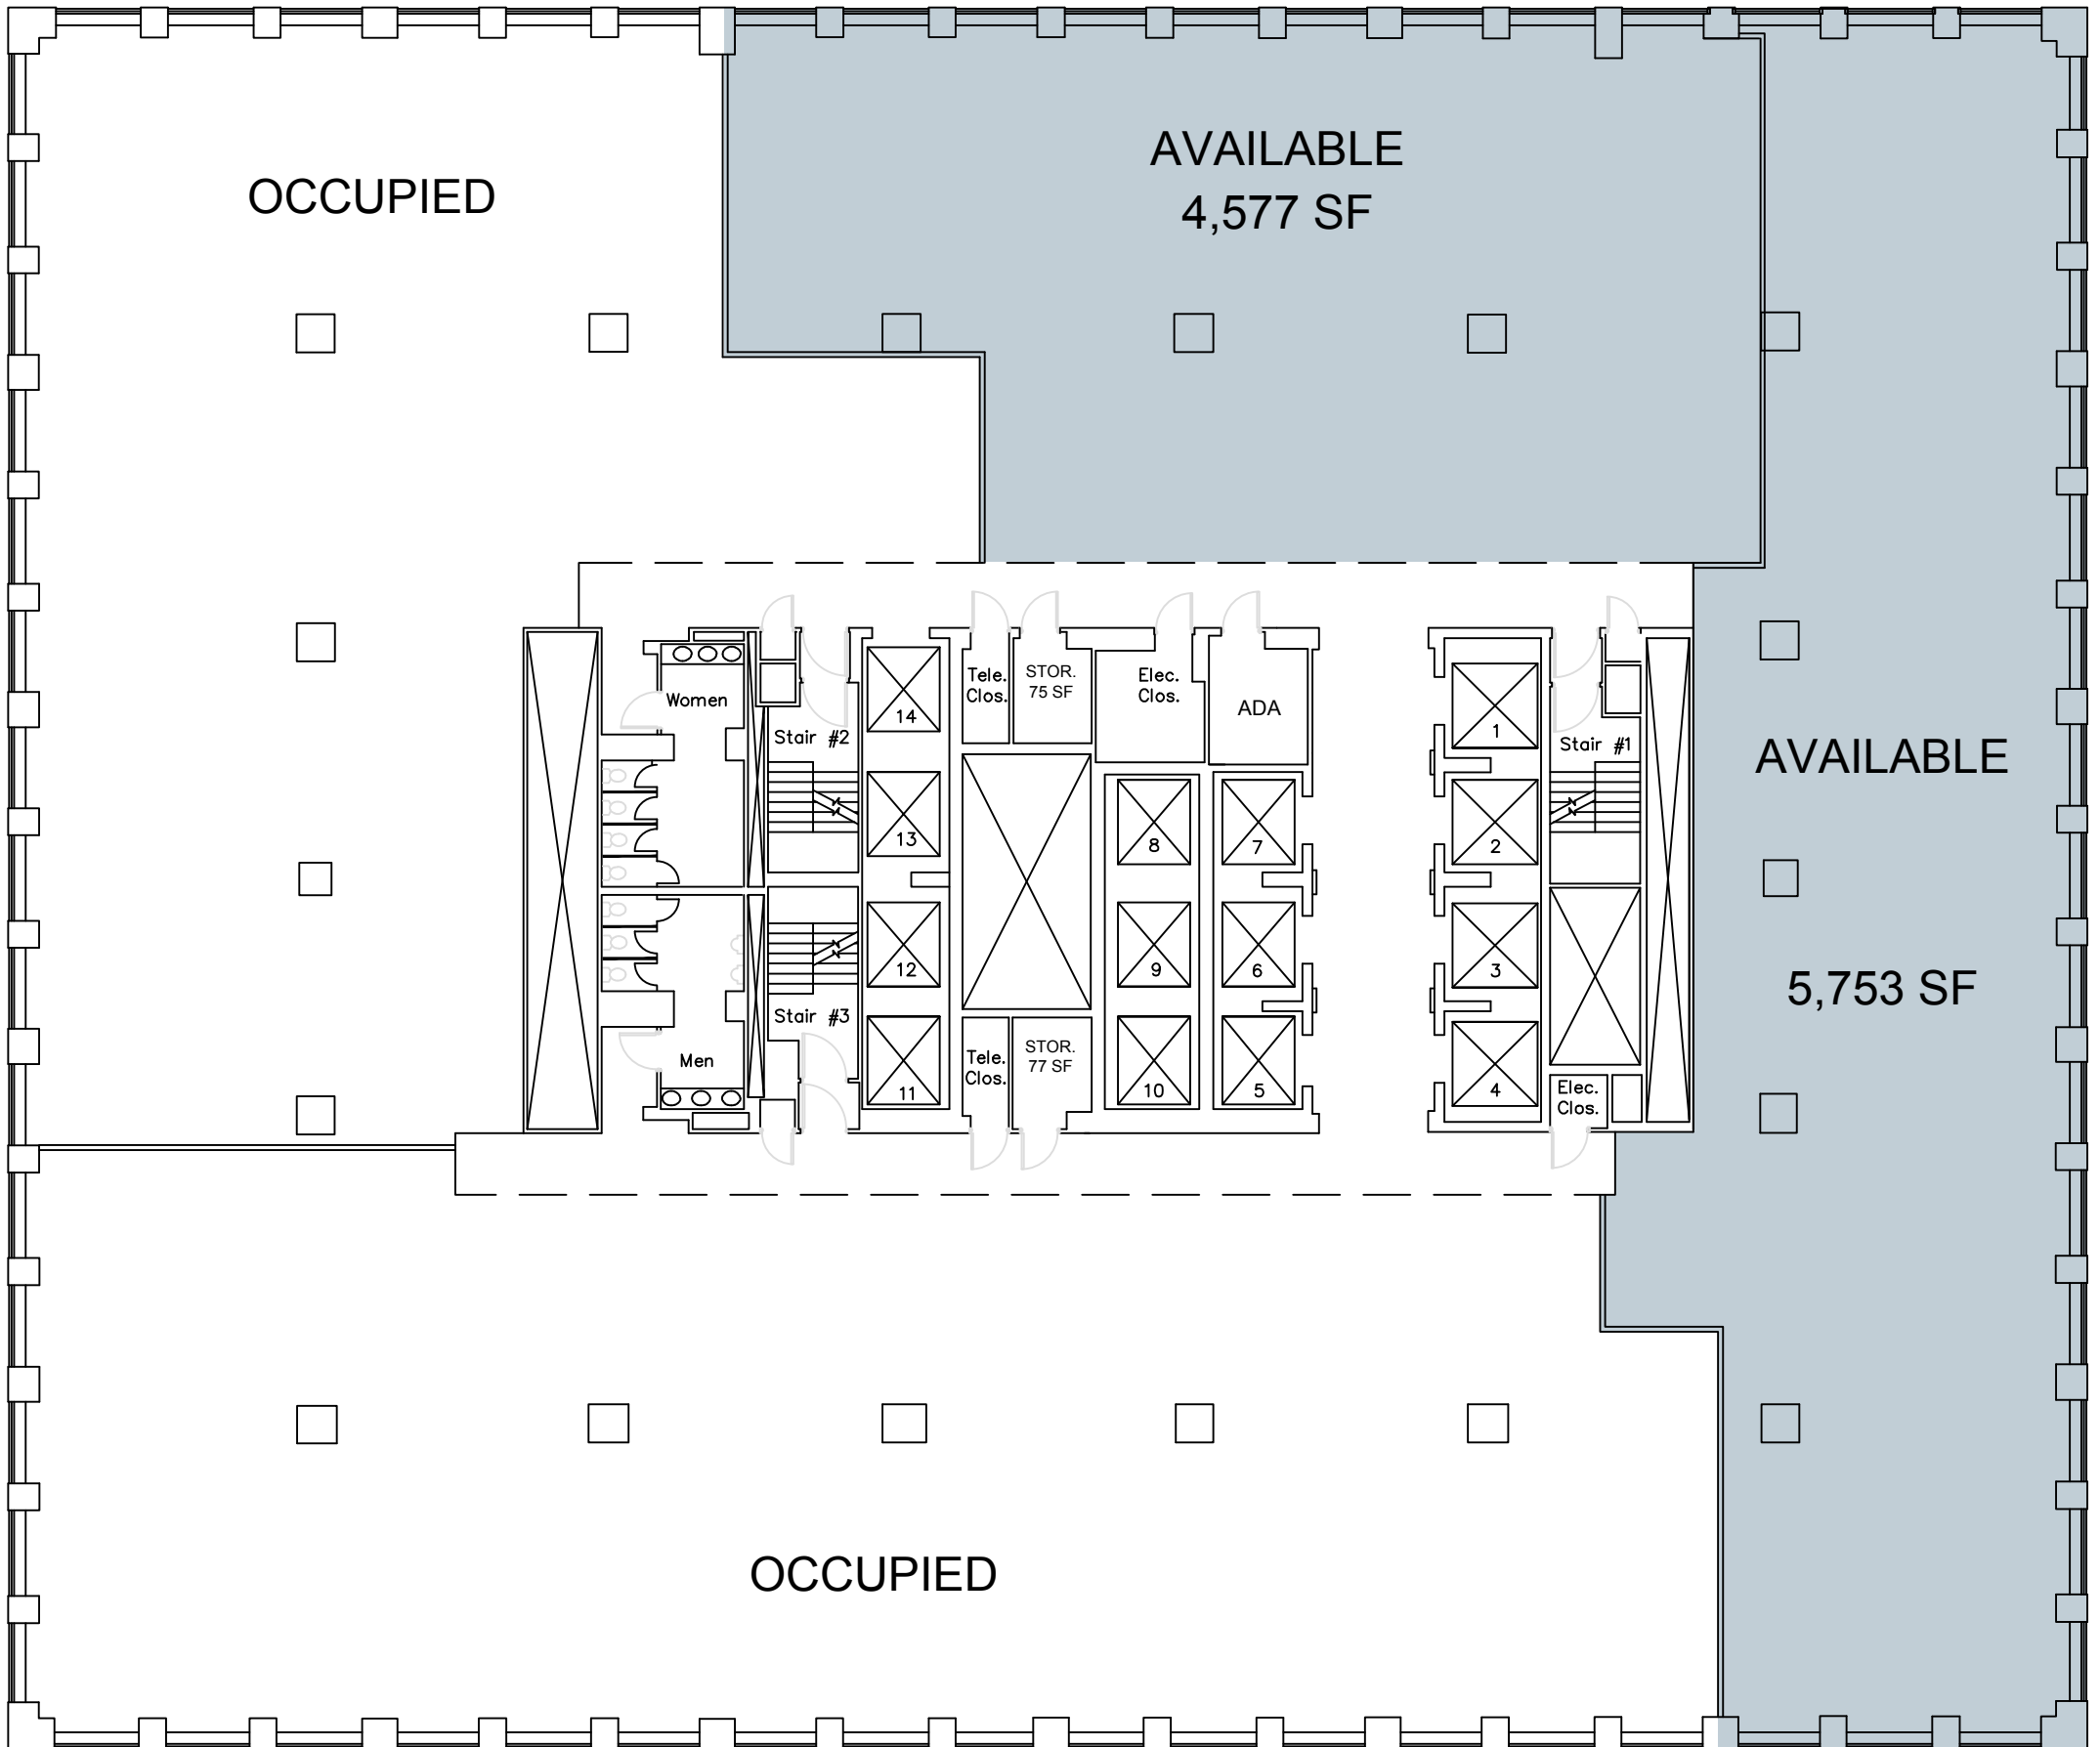 AVAILABLE
4,577 SF
OCCUPIED
Women
Tele.
Clos.
STOR.
75 SF
Elec.
Clos.
ADA
14
1
Stair #2
Stair #1
AVAILABLE
13
8
7
2
12
9
6
3
5,753 SF
Stair #3
Men
Tele.
Clos.
STOR.
77 SF
11
10
5
4
Elec.
Clos.
OCCUPIED